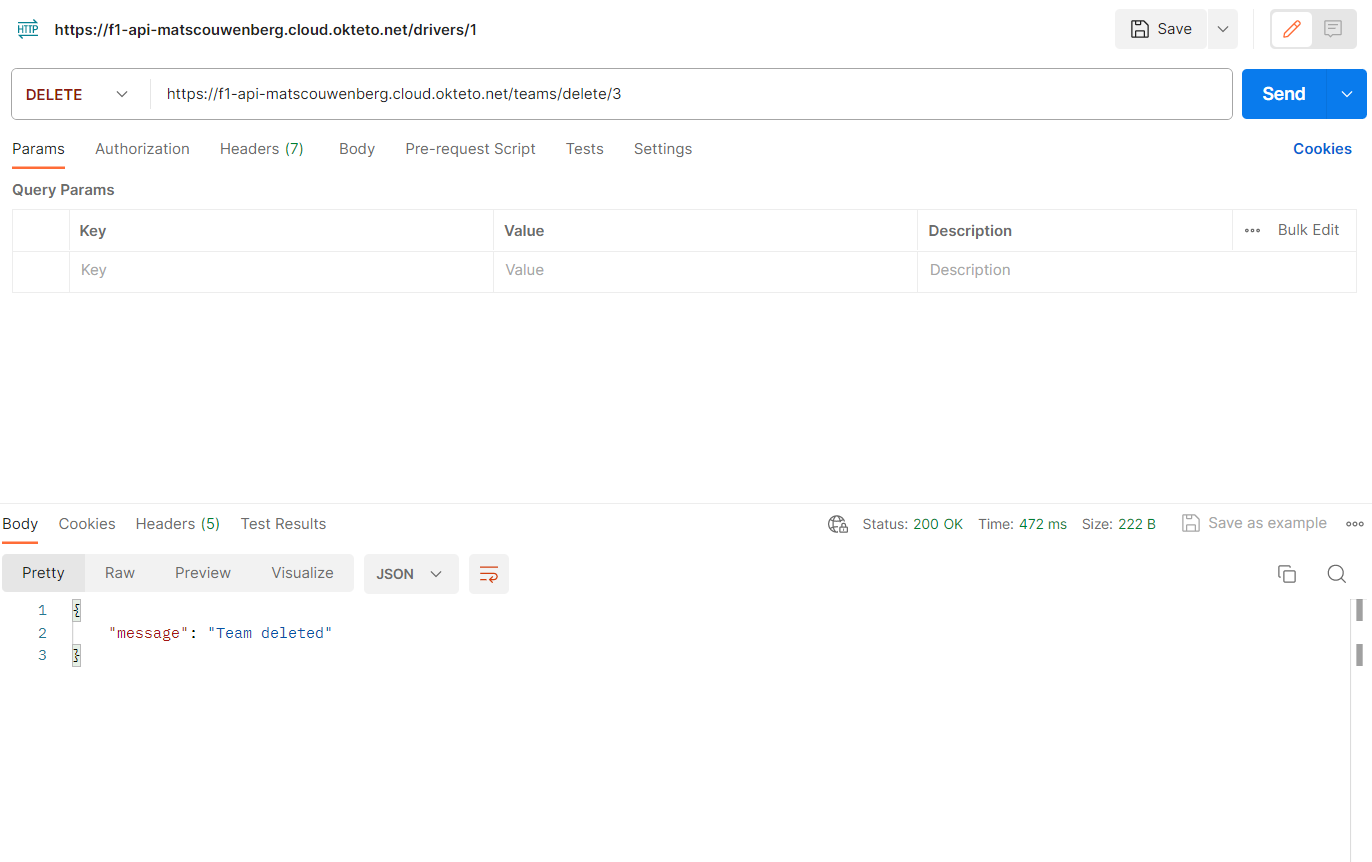 HTTP https://f1-api-matscouwenberg.cloud.okteto.net/drivers/1 Save
DELETE https://f1-api-matscouwenberg.cloud.okteto.net/teams/delete/3 Send
Params Authorization Headers (7) Body Pre-request Script Tests Settings Cookies
Query Params
Key Value Description Bulk Edit
Key Value Description
Body Cookies Headers (5) Test Results Status: 200 OK Time: 472 ms Size: 222 B Save as example
Pretty Raw Preview Visualize JSON
1 {
2 "message": "Team deleted"
3 }